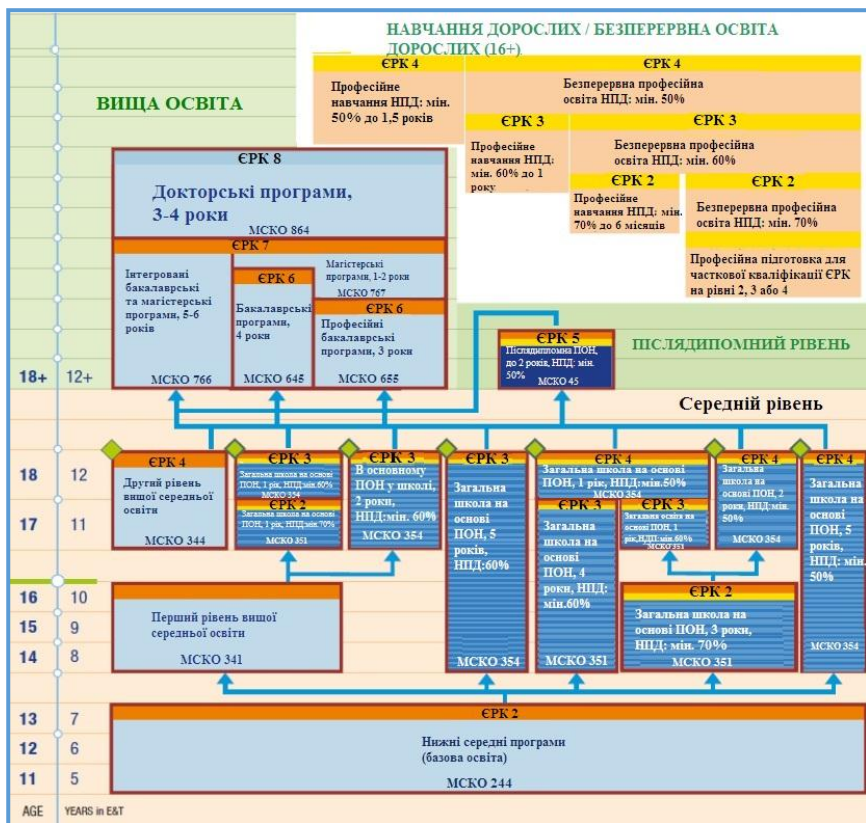 НАВЧАННЯ ДОРОСЛИХ / БЕЗПЕРЕРВНА ОСВІТА
ДОРОСЛИХ (16+)
ВИЩА ОСВІТА
ЄРК 4
Професійне
навчання НПД: мін.
50% до 1,5 років
ЄРК 4
Безперервна професійна
освіта НПД: мін. 50%
ЄРК 3
Професійне
навчання НПД:
мін. 60% до 1
року
ЄРК 3
Безперервна професійна
освіта НПД: мін. 60%
ЄРК 2
Професійне
навчання НПД: мін.
70% до 6 місяців
ЄРК 2
Безперервна професійна
освіта НПД: мін. 70%
Професійна підготовка для
часткової кваліфікації ЄРК
на рівні 2, 3 або 4
ЄРК 8
Докторські програми,
3-4 роки
МСКО 864
ЄРК 7
Інтегровані
бакалаврські
та магістерські
програми, 5-6
років
МСКО 766
ЄРК 6
Бакалаврські
програми,
4 роки
МСКО 645
Магістерські
програми, 1-2 роки
МСКО 767
ЄРК 6
Професійні
бакалаврські
програми, 3 роки
МСКО 655
ЄРК 5
Післядипломна ПОН,
до 2 років, НПД: мін.
50%
МСКО 45
ПІСЛЯДИПОМНИЙ РІВЕНЬ
18+ 12+
Середній рівень
18 12
17 11
ЄРК 4
Другий рівень
вишої середньої
освіти
МСКО 344
ЄРК 3
Загальна школа на основі
ПОН, 1 рік, НПД:мін.60%
МСКО 354
ЄРК 2
Загальна школа на основі
ПОН, 1 рік, НПД:мін.70%
МСКО 351
ЄРК 3
В основному
ПОН у школі,
2 роки,
НПД:мін. 60%
МСКО 354
ЄРК 3
Загальна
школа на
основі
ПОН, 5
років,
НПД:60%
МСКО 354
ЄРК 4
Загальна школа на основі
ПОН, 1 рік, НПД:мін.50%
МСКО 354
ЄРК 3
Загальна
школа на
основі
ПОН, 4
роки, НПД:
мін.60%
МСКО 351
ЄРК 3
Загальна освіта на
основі ПОН, 1
рік,НДП: мін.60%
МСКО 351
ЄРК 4
Загальна
школа на
основі ПОН, 2
роки, НПД:мін.
50%
МСКО 354
ЄРК 4
Загальна
школа на
основі
ПОН, 5
років,
НПД: мін.
50%
МСКО 354
16 10
15 9
14 8
Перший рівень вишої
середньої освіти
МСКО 341
ЄРК 2
Загальна школа на
основі ПОН, 3 роки,
НПД: мін. 70%
МСКО 351
13 7
12 6
11 5
ЄРК 2
Нижні середні програми
(базова освіта)
МСКО 244
AGE YEARS in E&T